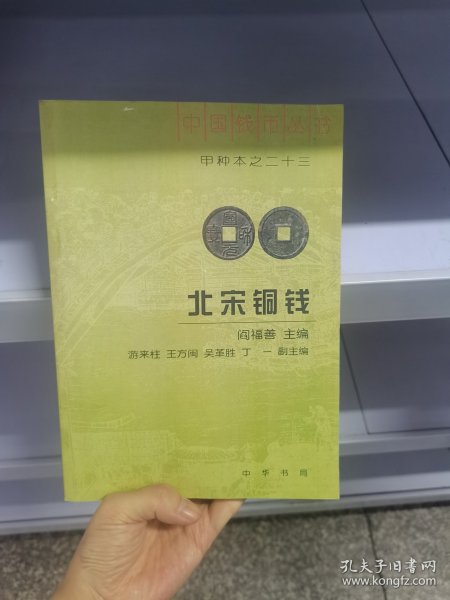 中国钱币丛书
甲种本之二十三
北宋铜钱
阎福善 主编
游来柱 王方闽 吴革胜 丁一 副主编
中华书局
孔夫子旧书网
www.kongfz.com